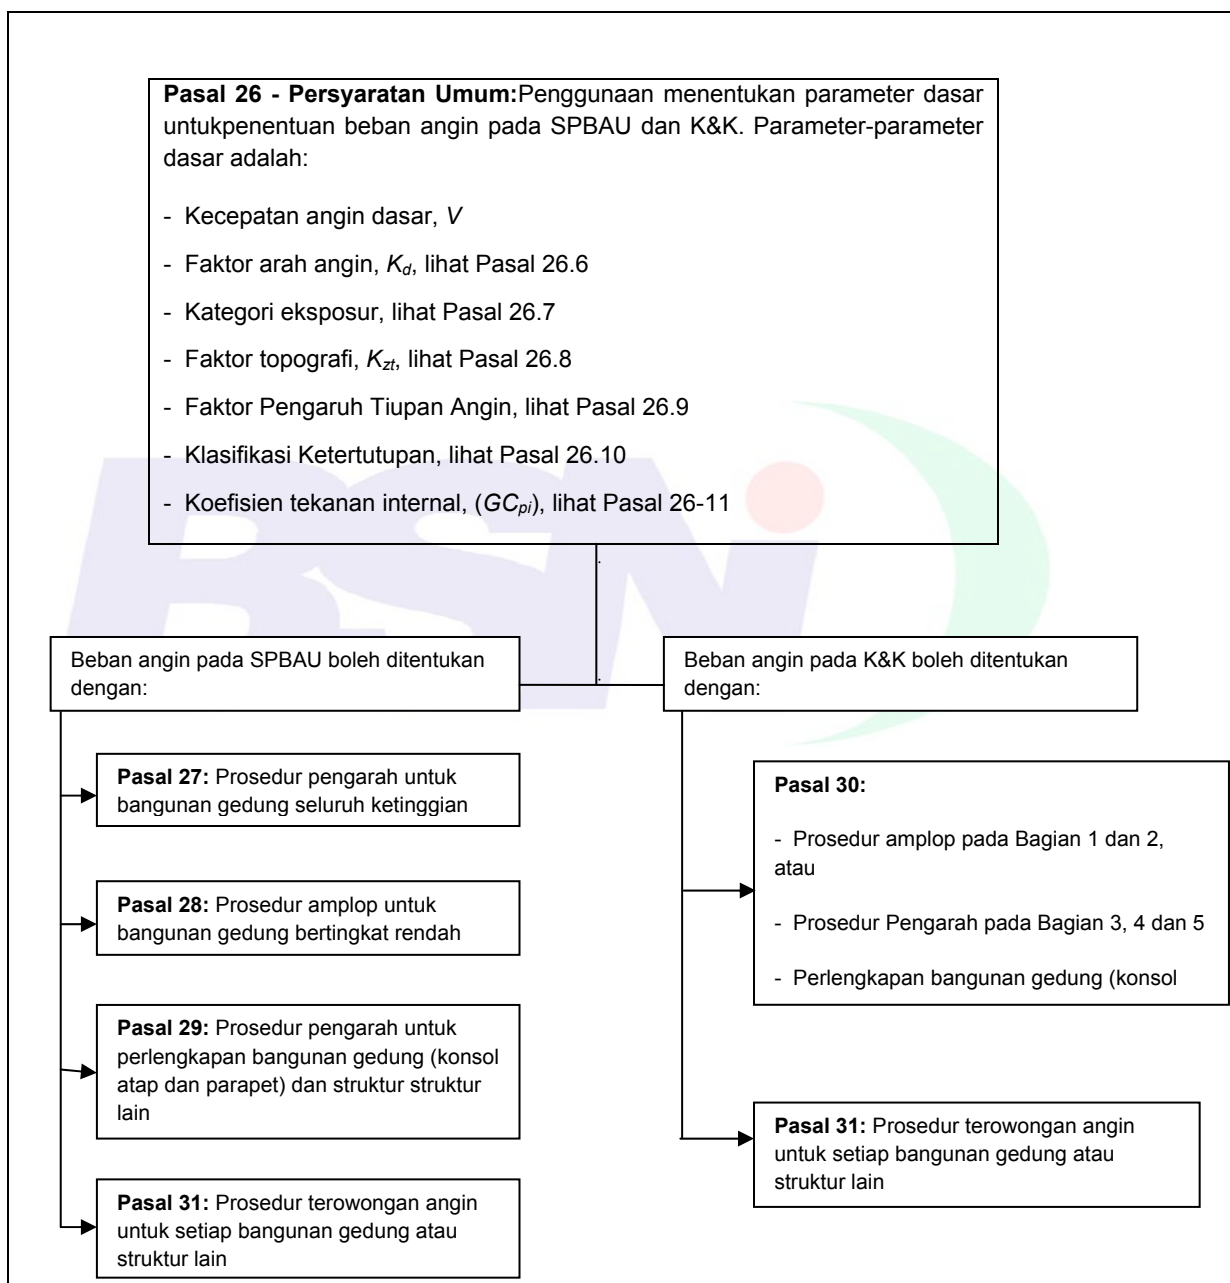 Pasal 26 - Persyaratan Umum:Penggunaan menentukan parameter dasar
untukpenentuan beban angin pada SPBAU dan K&K. Parameter-parameter
dasar adalah:
- Kecepatan angin dasar, V
- Faktor arah angin, Kd, lihat Pasal 26.6
- Kategori eksposur, lihat Pasal 26.7
- Faktor topografi, Kzt, lihat Pasal 26.8
- Faktor Pengaruh Tiupan Angin, lihat Pasal 26.9
- Klasifikasi Ketertutupan, lihat Pasal 26.10
- Koefisien tekanan internal, (GCpi), lihat Pasal 26-11
BSNi
Beban angin pada SPBAU boleh ditentukan
dengan:
Pasal 27: Prosedur pengarah untuk
bangunan gedung seluruh ketinggian
Pasal 28: Prosedur amplop untuk
bangunan gedung bertingkat rendah
Pasal 29: Prosedur pengarah untuk
perlengkapan bangunan gedung (konsol
atap dan parapet) dan struktur struktur
lain
Pasal 31: Prosedur terowongan angin
untuk setiap bangunan gedung atau
struktur lain
Beban angin pada K&K boleh ditentukan
dengan:
Pasal 30:
- Prosedur amplop pada Bagian 1 dan 2,
atau
- Prosedur Pengarah pada Bagian 3, 4 dan 5
- Perlengkapan bangunan gedung (konsol
Pasal 31: Prosedur terowongan angin
untuk setiap bangunan gedung atau
struktur lain